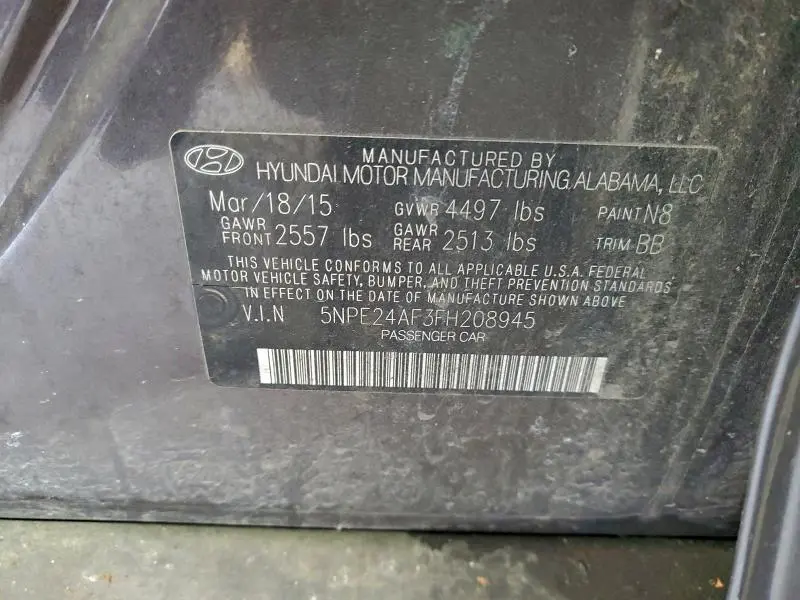 MANUFACTURED BY
HYUNDAI MOTOR MANUFACTURING ALABAMA, LLC
Mar/18/15 GVWR 4497 lbs PAINT N8
GAWR FRONT 2557 lbs GAWR REAR 2513 lbs TRIM BB
THIS VEHICLE CONFORMS TO ALL APPLICABLE U.S.A. FEDERAL
MOTOR VEHICLE SAFETY, BUMPER, AND THEFT PREVENTION STANDARDS
IN EFFECT ON THE DATE OF MANUFACTURE SHOWN ABOVE
V.I.N 5NPE24AF3FH208945
PASSENGER CAR